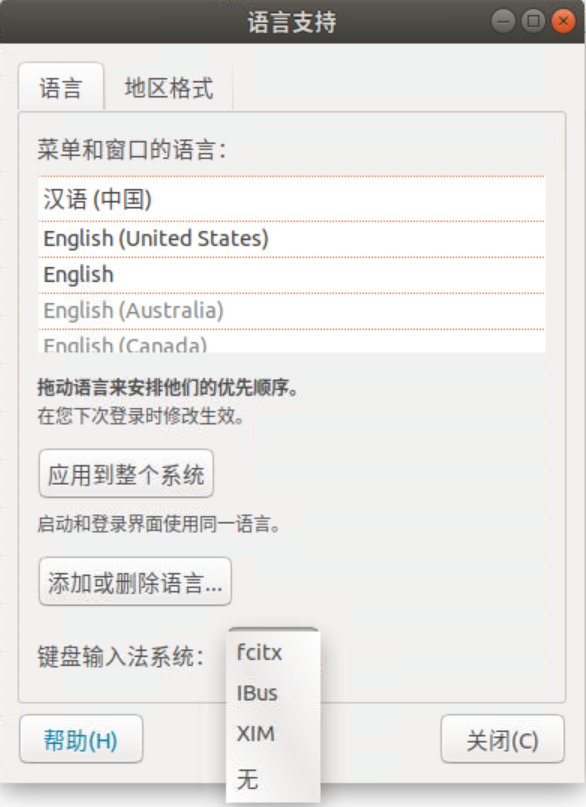 语言支持
语言 地区格式
菜单和窗口的语言：
汉语 (中国)
English (United States)
English
English (Australia)
English (Canada)
拖动语言来安排他们的优先顺序。
在您下次登录时修改生效。
应用到整个系统
启动和登录界面使用同一语言。
添加或删除语言...
键盘输入法系统： fcitx
IBus
XIM
无
帮助(H) 关闭(C)